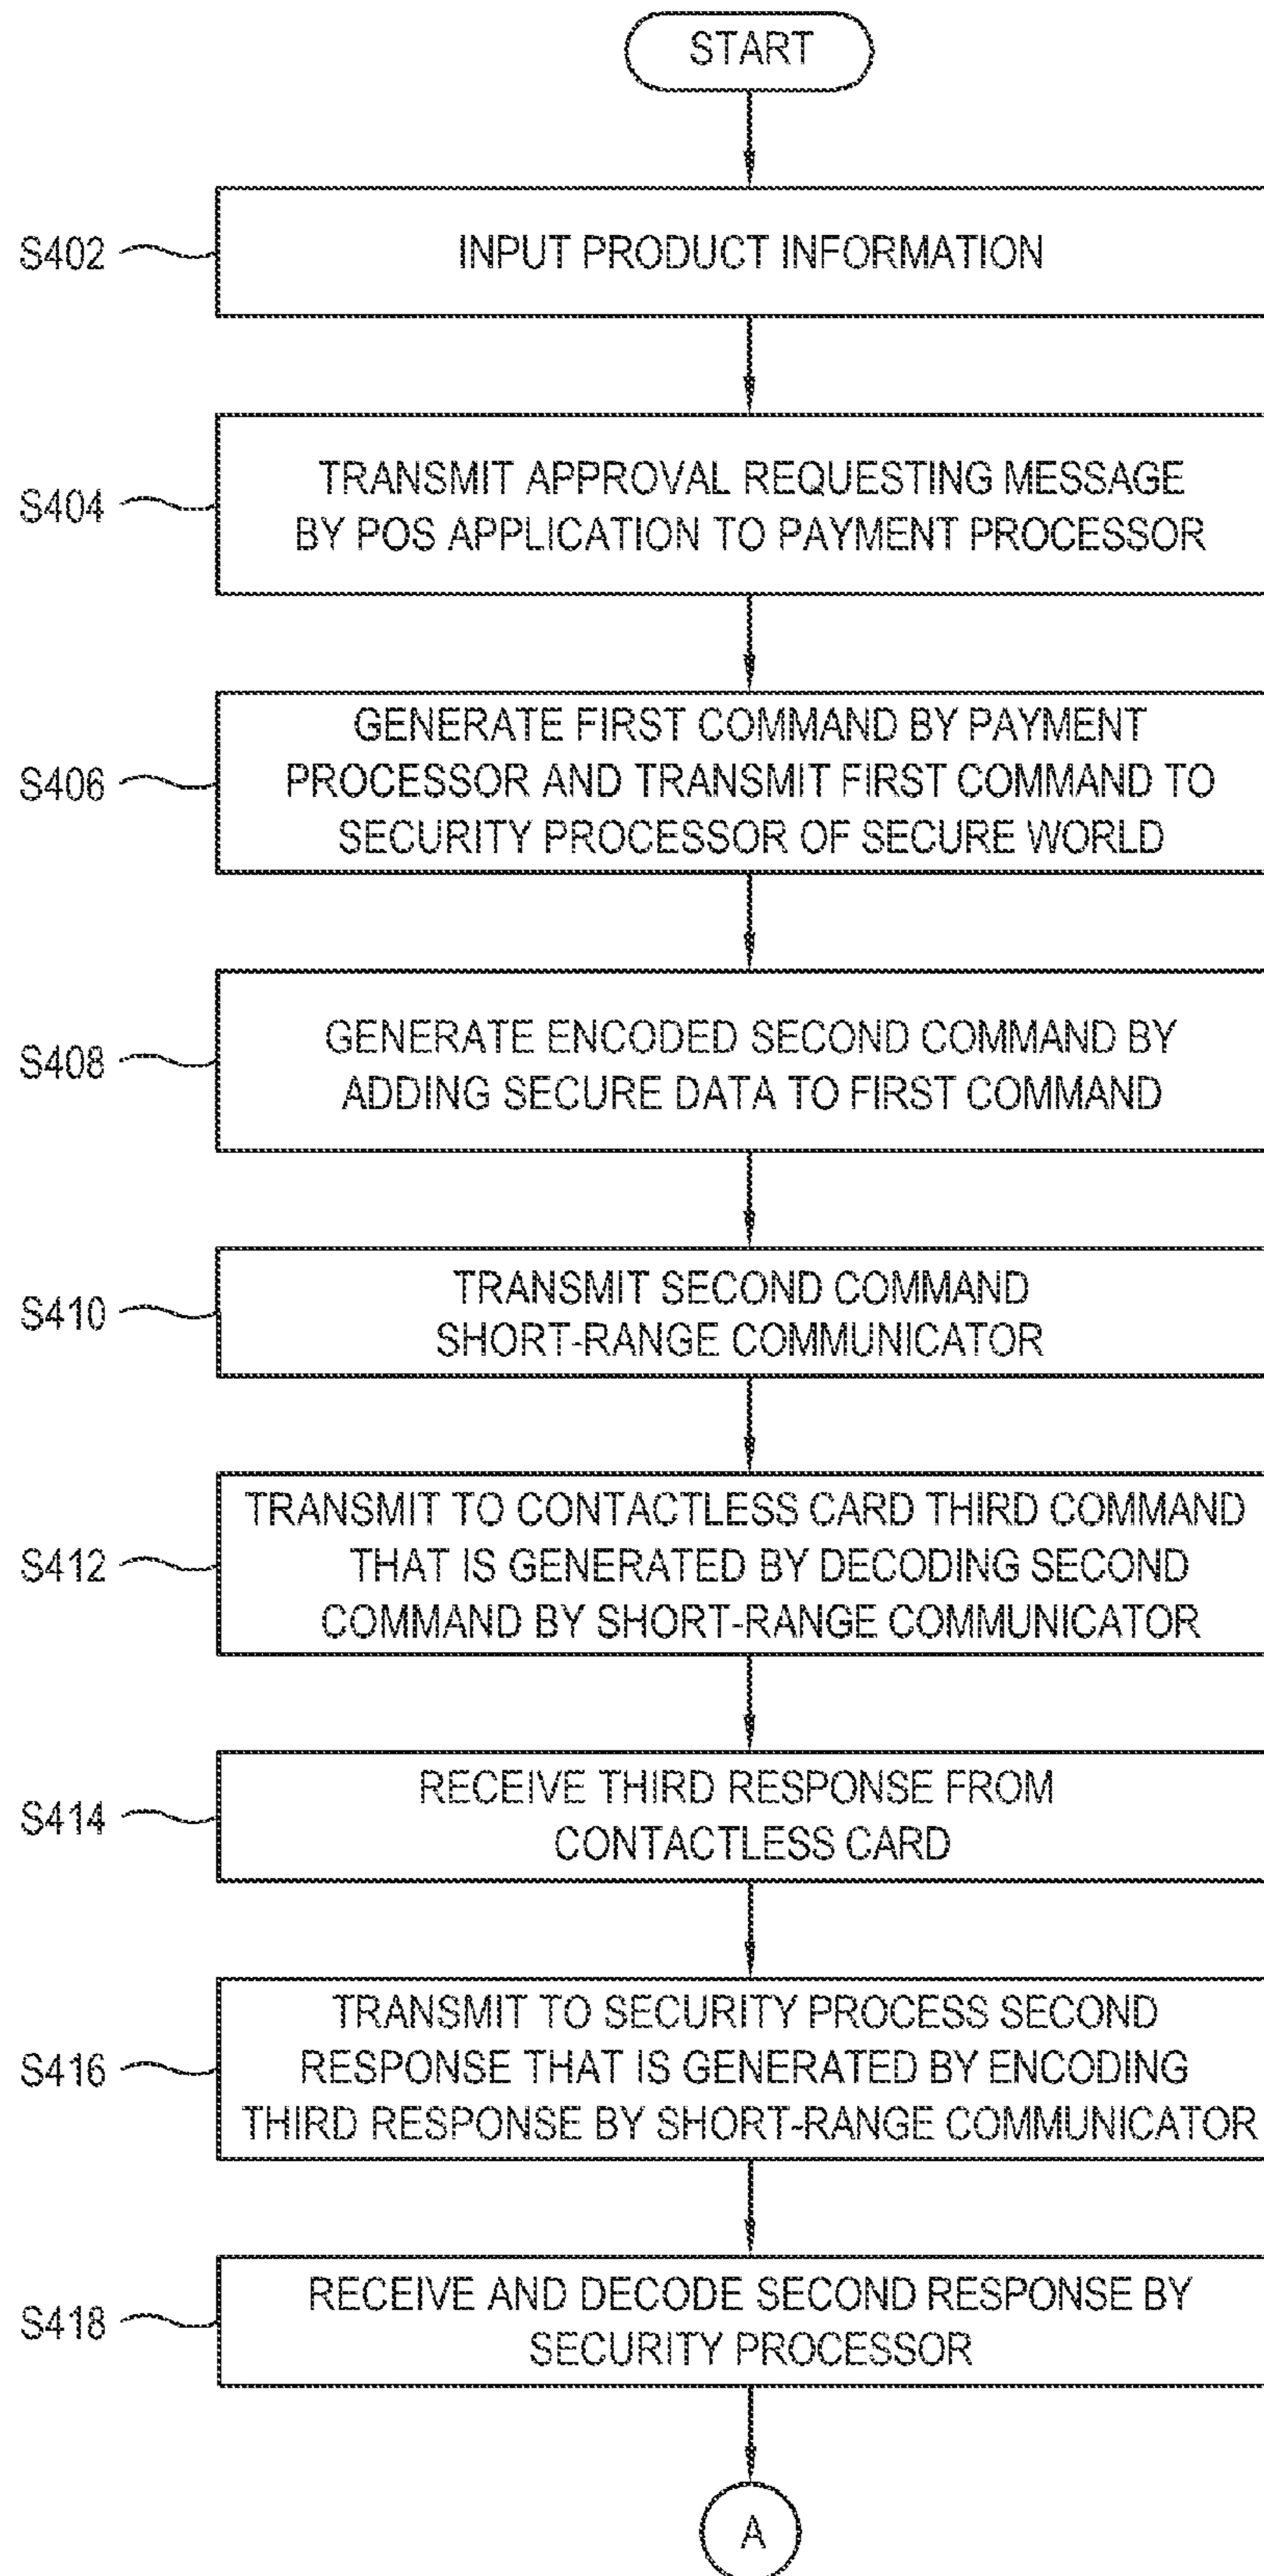 START
S402
INPUT PRODUCT INFORMATION
S404
TRANSMIT APPROVAL REQUESTING MESSAGE
BY POS APPLICATION TO PAYMENT PROCESSOR
S406
GENERATE FIRST COMMAND BY PAYMENT
PROCESSOR AND TRANSMIT FIRST COMMAND TO
SECURITY PROCESSOR OF SECURE WORLD
S408
GENERATE ENCODED SECOND COMMAND BY
ADDING SECURE DATA TO FIRST COMMAND
S410
TRANSMIT SECOND COMMAND
SHORT-RANGE COMMUNICATOR
S412
TRANSMIT TO CONTACTLESS CARD THIRD COMMAND
THAT IS GENERATED BY DECODING SECOND
COMMAND BY SHORT-RANGE COMMUNICATOR
S414
RECEIVE THIRD RESPONSE FROM
CONTACTLESS CARD
S416
TRANSMIT TO SECURITY PROCESS SECOND
RESPONSE THAT IS GENERATED BY ENCODING
THIRD RESPONSE BY SHORT-RANGE COMMUNICATOR
S418
RECEIVE AND DECODE SECOND RESPONSE BY
SECURITY PROCESSOR
A